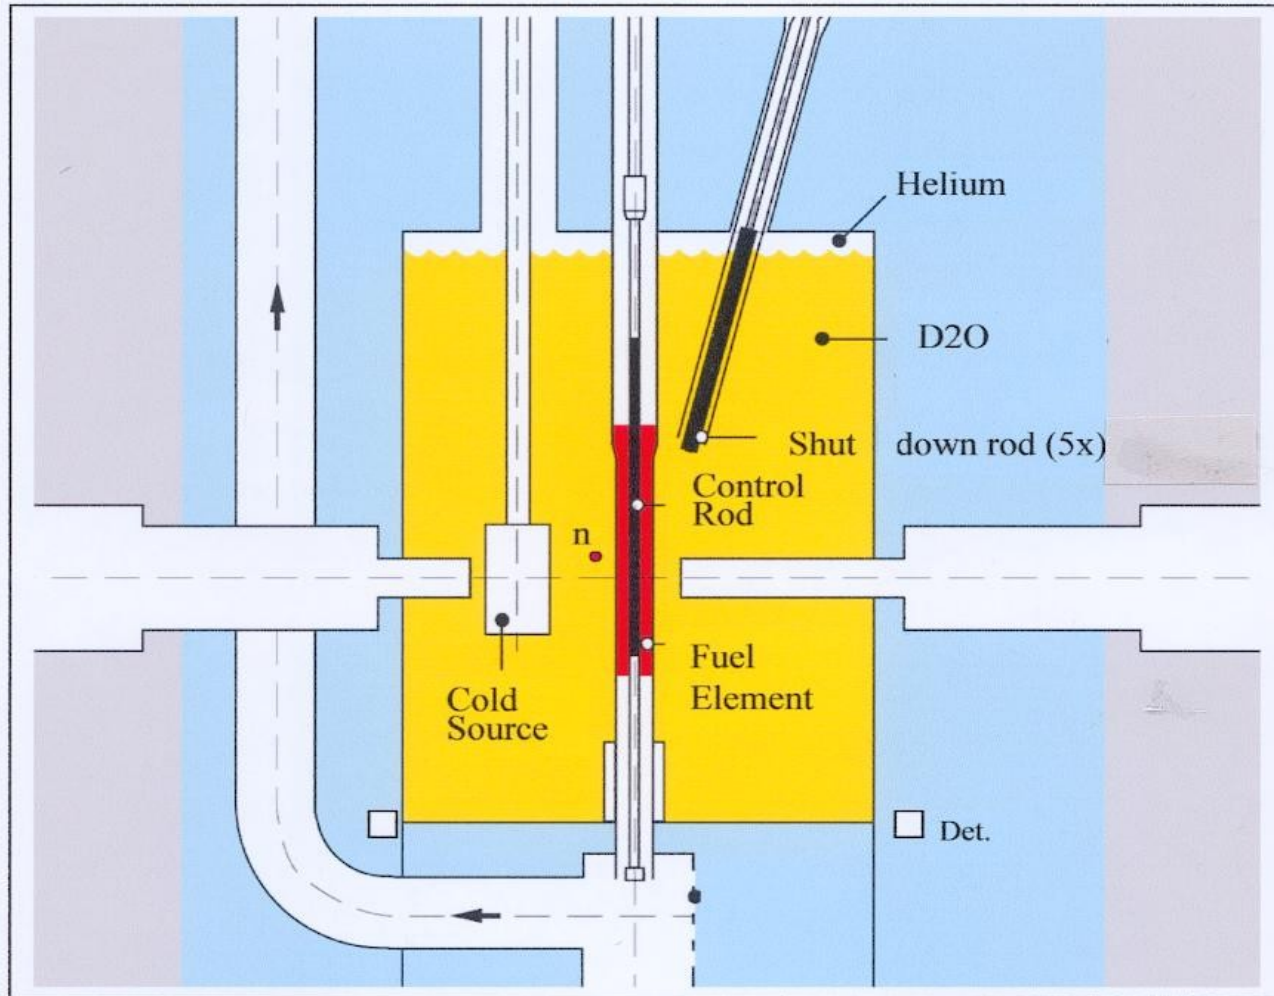 Helium
D2O
Shut down rod (5x)
Control
Rod
n
Fuel
Element
Cold
Source
Det.